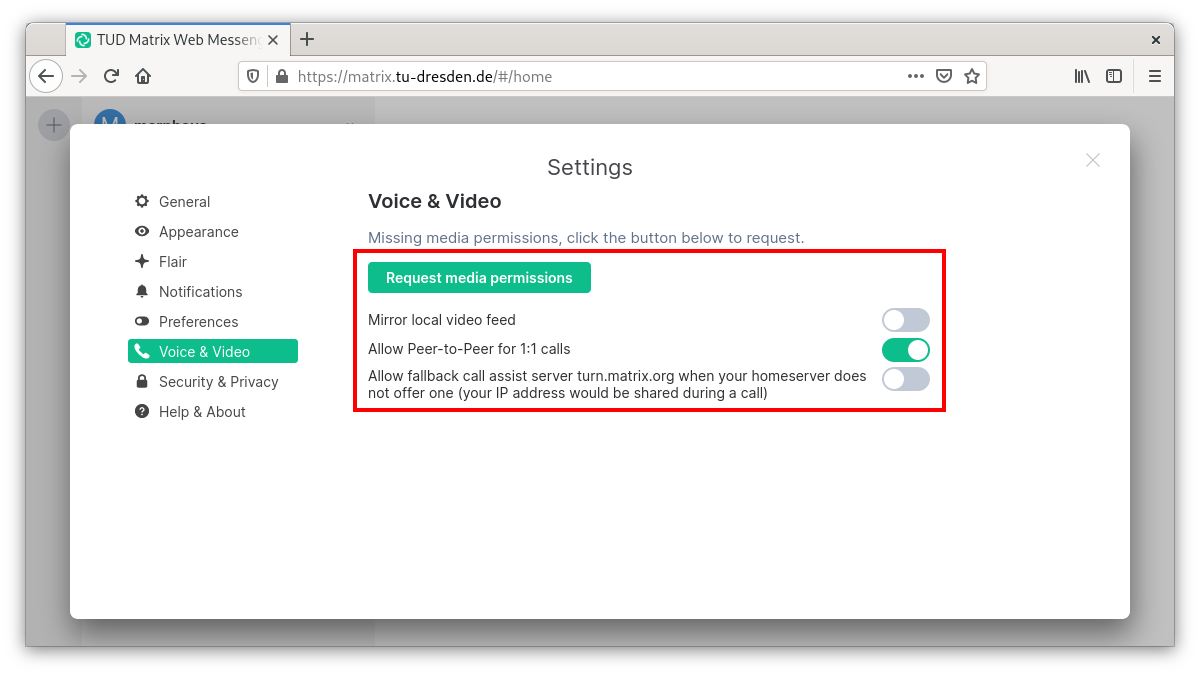 TUD Matrix Web Messeng
https://matrix.tu-dresden.de/#/home
Settings
General
Appearance
Flair
Notifications
Preferences
Voice & Video
Security & Privacy
Help & About
Voice & Video
Missing media permissions, click the button below to request.
Request media permissions
Mirror local video feed
Allow Peer-to-Peer for 1:1 calls
Allow fallback call assist server turn.matrix.org when your homeserver does
not offer one (your IP address would be shared during a call)